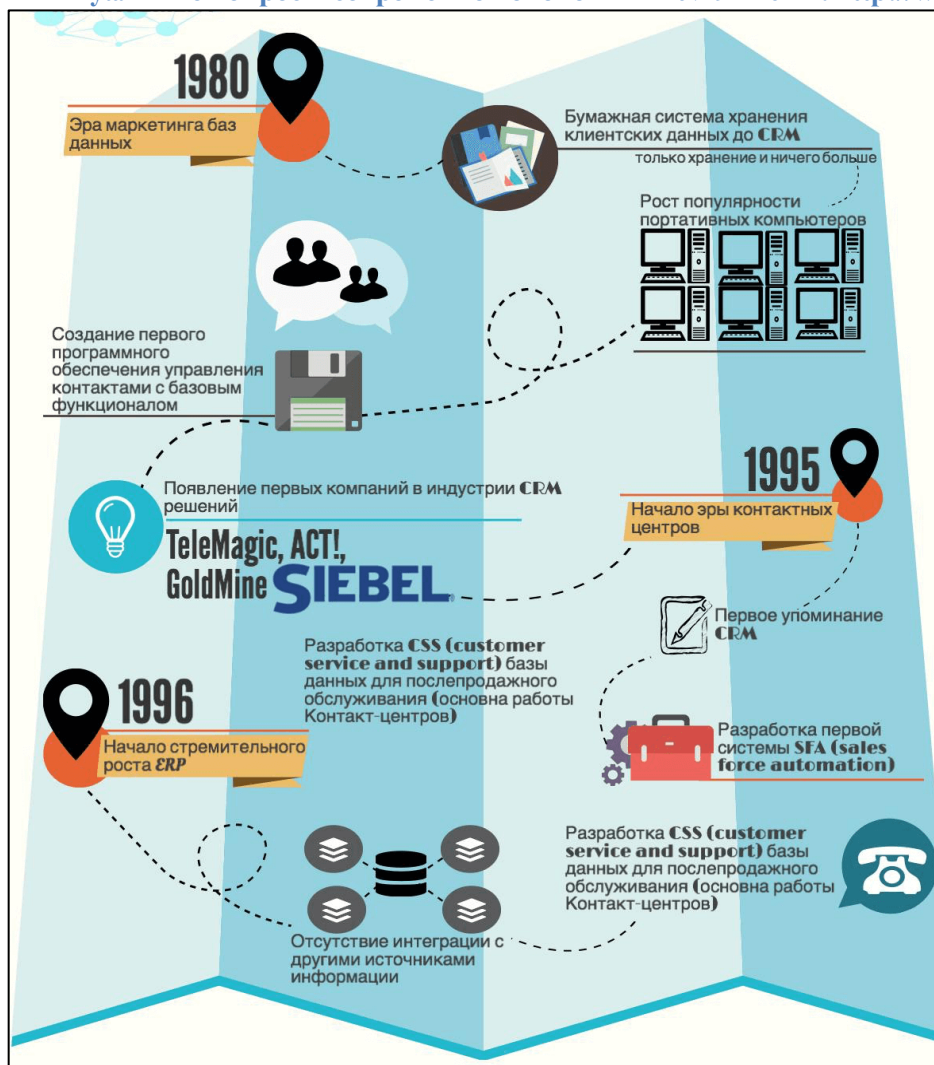 1980
Эра маркетинга баз
данных
Бумажная система хранения
клиентских данных до CRM
только хранение и ничего больше
Рост популярности
портативных компьютеров
Создание первого
программного
обеспечения управления
контактами с базовым
функционалом
Появление первых компаний в индустрии CRM
решений
TeleMagic, ACT!,
GoldMine SIEBEL
1995
Начало эры контактных
центров
Первое упоминание
CRM
Разработка первой
системы SFA (sales
force automation)
Разработка CSS (customer
service and support) базы
данных для послепродажного
обслуживания (основна работы
Контакт-центров)
1996
Начало стремительного
роста ERP
Отсутствие интеграции с
другими источниками
информации
Разработка CSS (customer
service and support) базы
данных для послепродажного
обслуживания (основна работы
Контакт-центров)